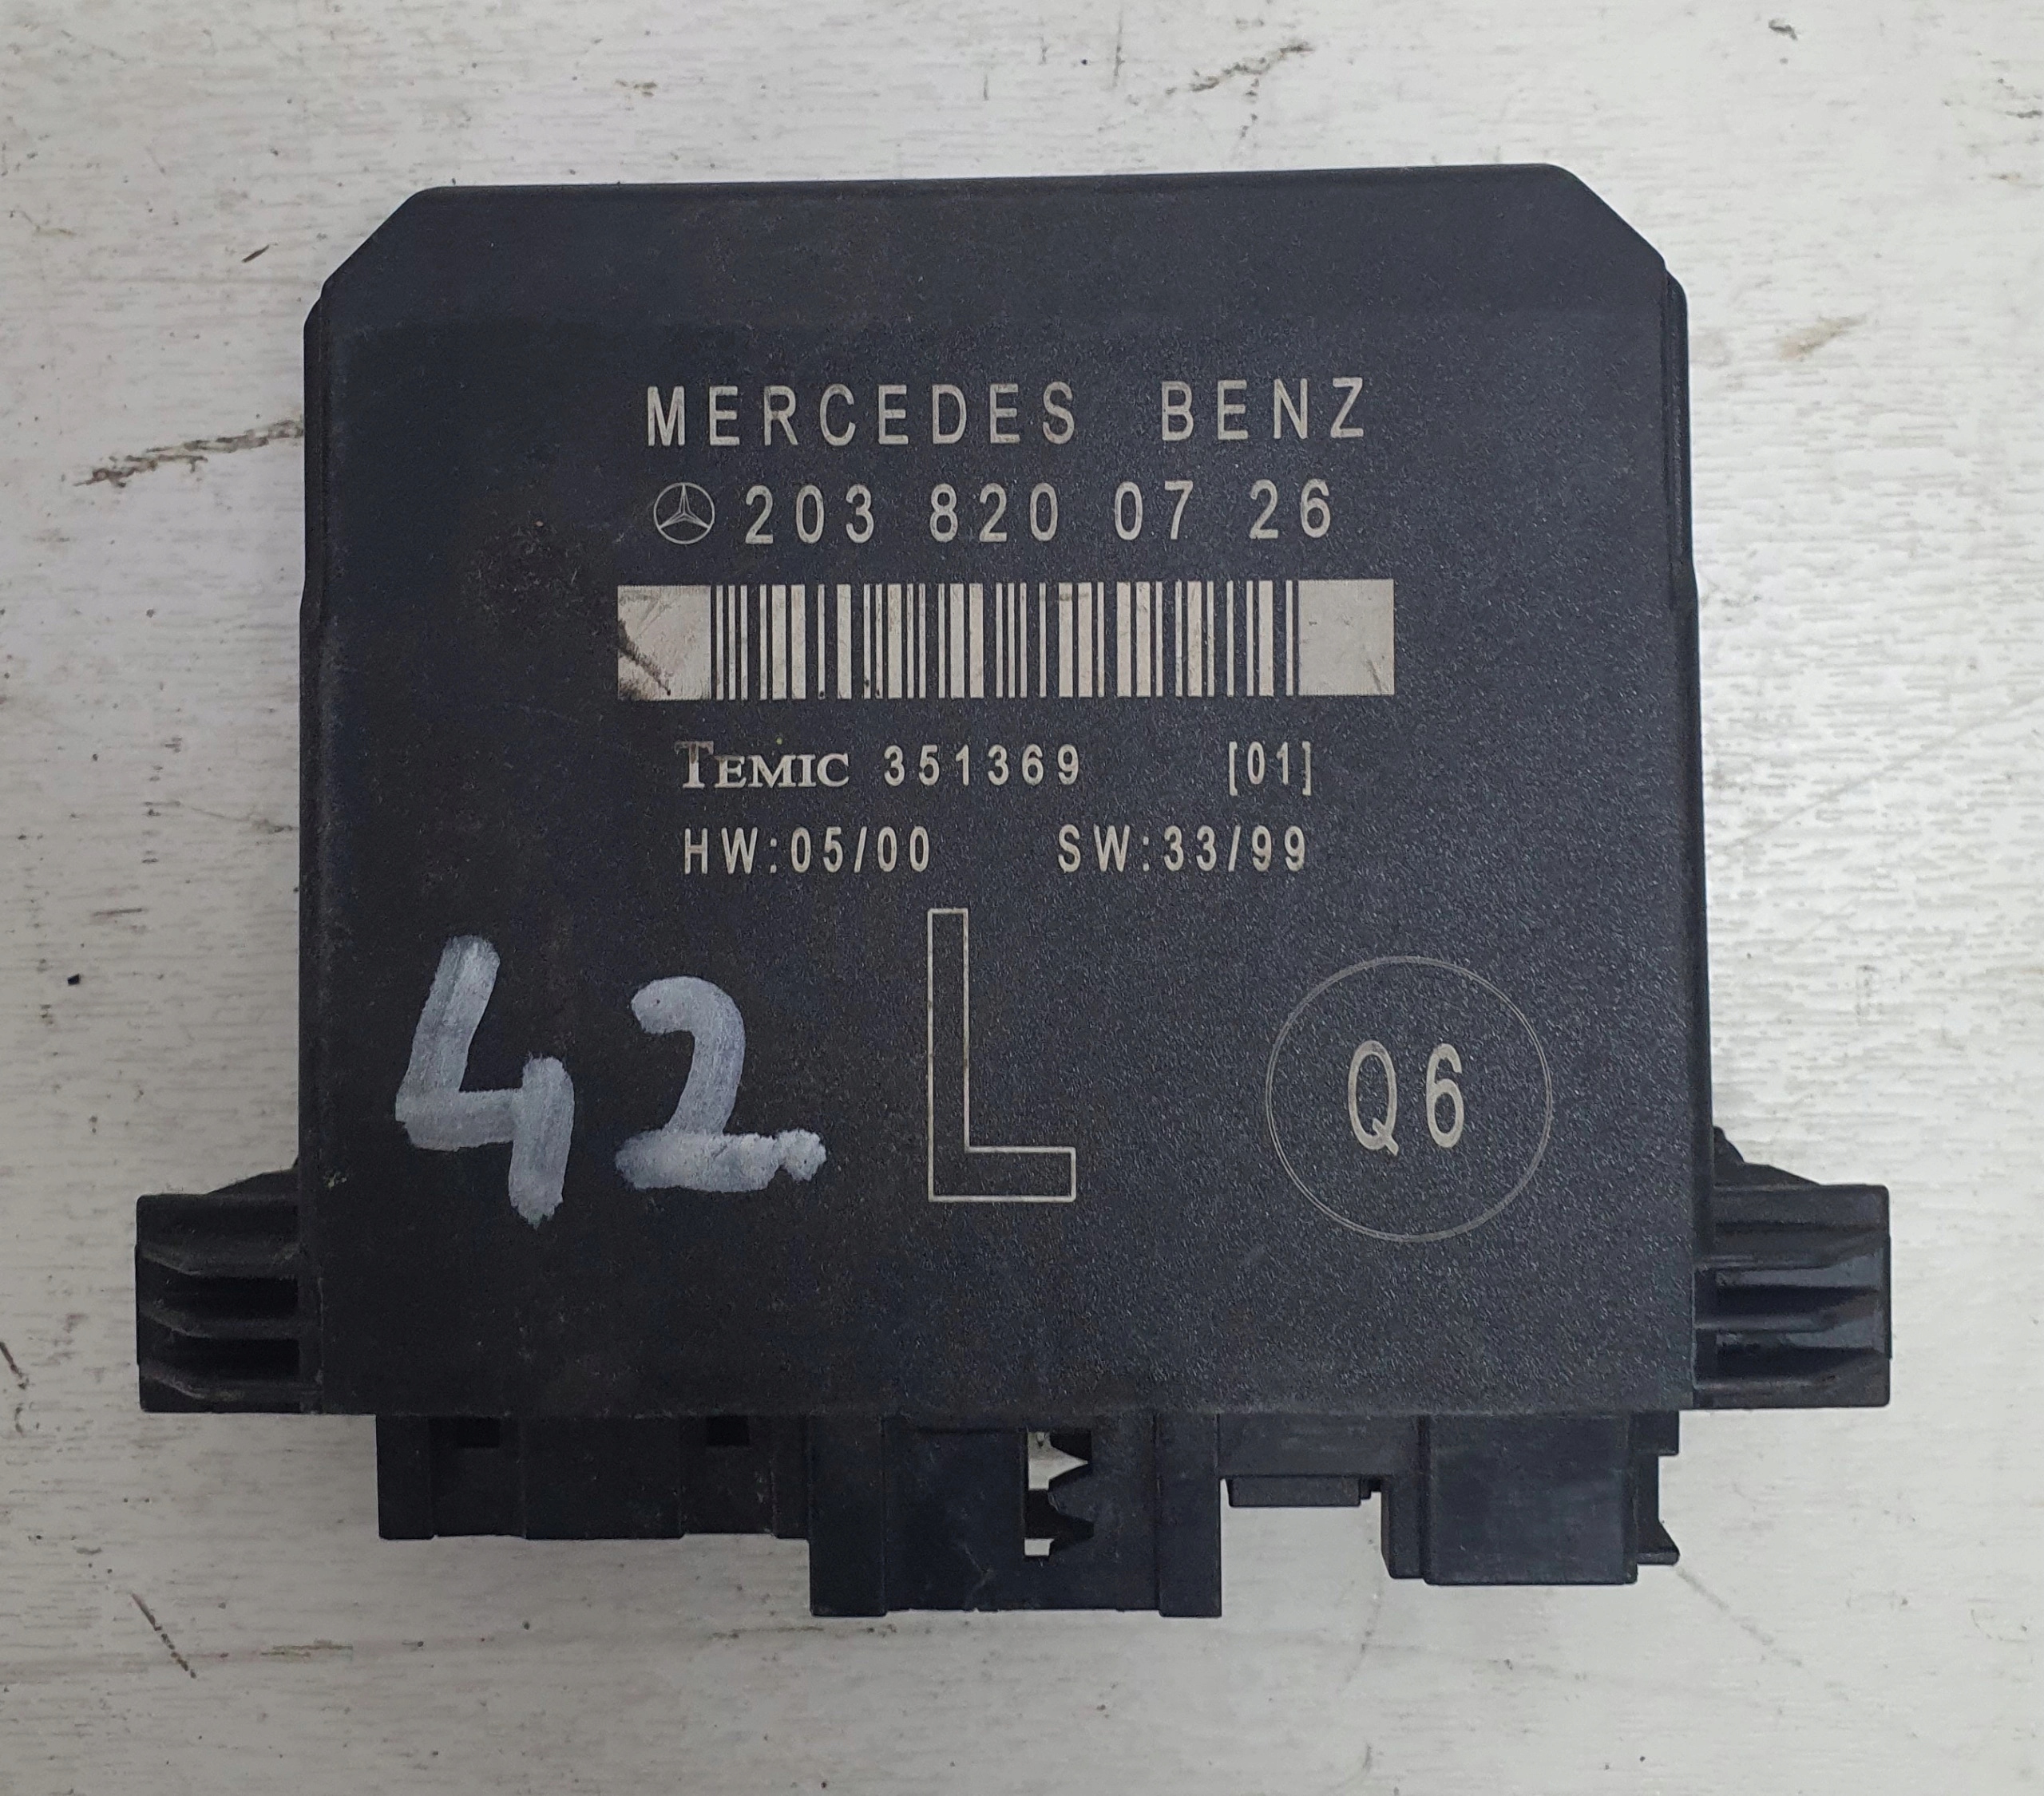 MERCEDES BENZ
203 820 07 26
TEMIC 351369 [01]
HW:05/00 SW:33/99
42. L Q6